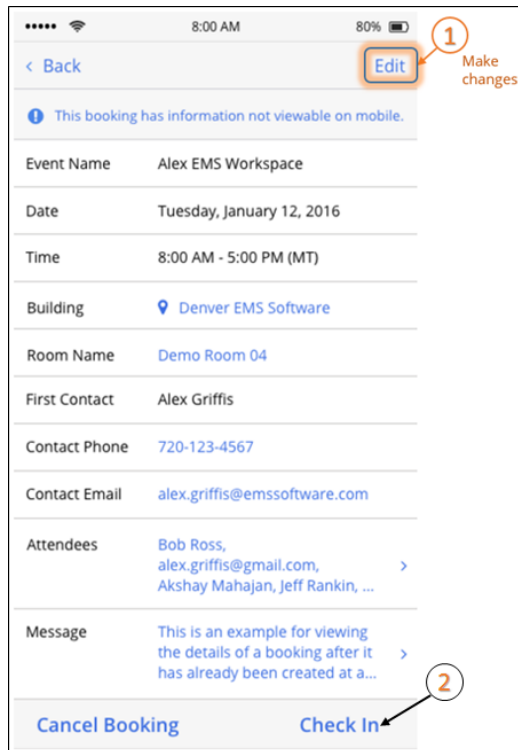 8:00 AM 80%
1
< Back Edit
Make
changes
This booking has information not viewable on mobile.
Event Name Alex EMS Workspace
Date Tuesday, January 12, 2016
Time 8:00 AM - 5:00 PM (MT)
Building Denver EMS Software
Room Name Demo Room 04
First Contact Alex Griffis
Contact Phone 720-123-4567
Contact Email alex.griffis@emssoftware.com
Attendees Bob Ross,
alex.griffis@gmail.com,
Akshay Mahajan, Jeff Rankin, ...
Message This is an example for viewing
the details of a booking after it
has already been created at a...
2
Cancel Booking Check In